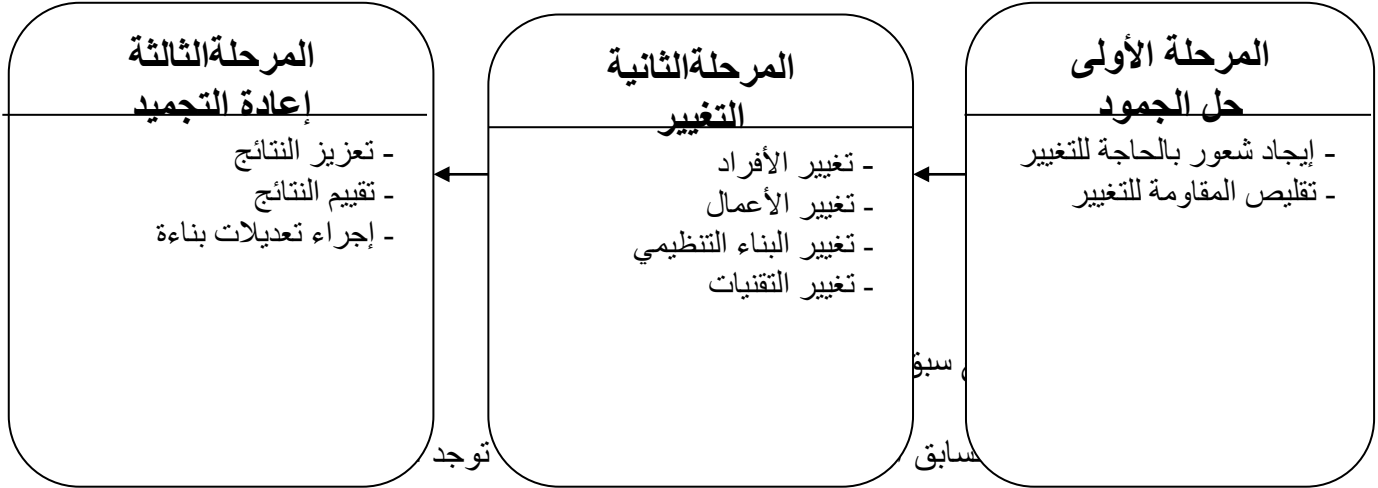 المرحلة الأولى
حل الجمود
- إيجاد شعور بالحاجة للتغيير
- تقليص المقاومة للتغيير
المرحلةالثانية
التغيير
- تغيير الأفراد
- تغيير الأعمال
- تغيير البناء التنظيمي
- تغيير التقنيات
المرحلةالثالثة
إعادة التجميد
- تعزيز النتائج
- تقييم النتائج
- إجراء تعديلات بناءة
سبق
توجد